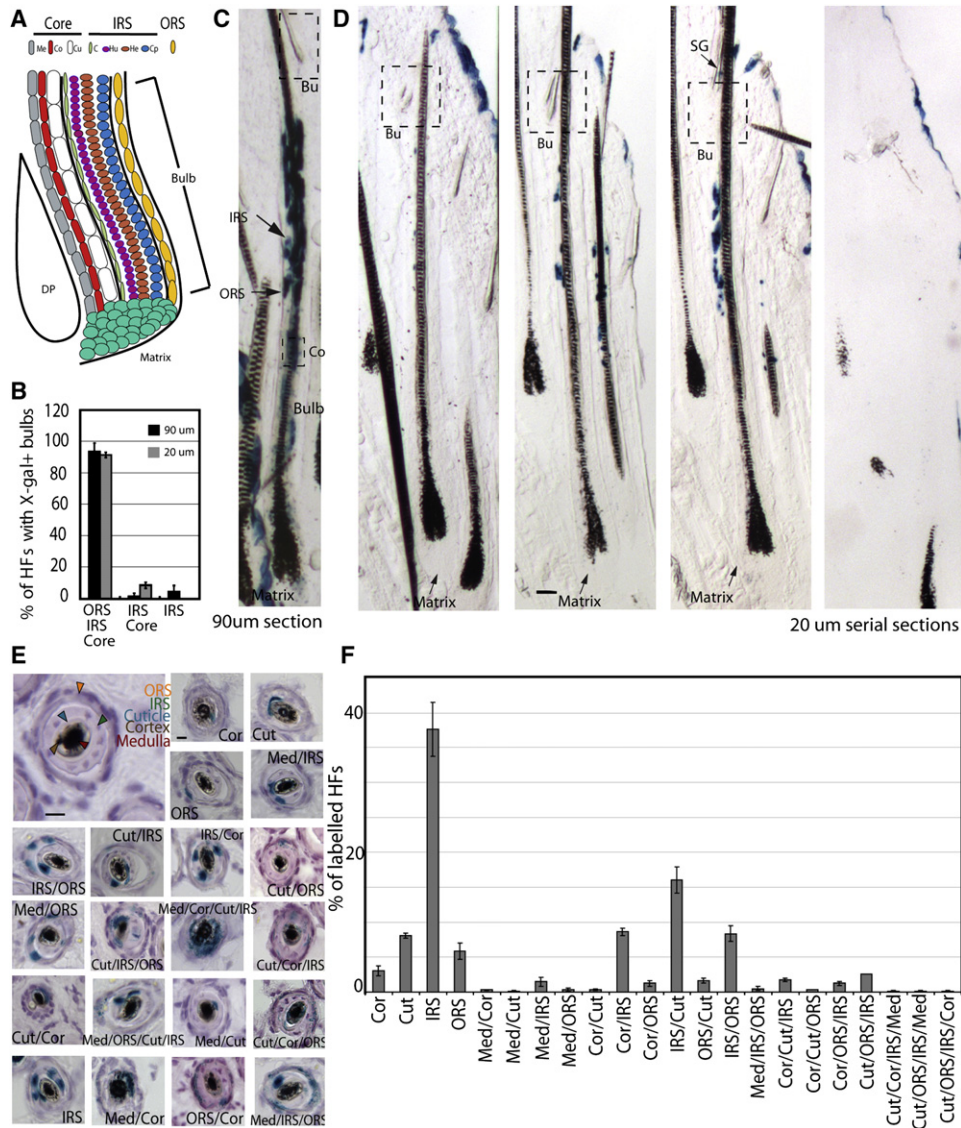 A
Core IRS ORS
Me Co Cu C Hu He Cp
Bulb
DP
Matrix
B
% of HFs with X-gal+ bulbs
120
100
80
60
40
20
0
90 um
20 um
ORS
IRS
Core
IRS
Core
IRS
C
Bu
IRS
ORS
Co
Bulb
Matrix
90um section
D
Bu
Matrix
Bu
Matrix
SG
Bu
Matrix
20 um serial sections
E
ORS
IRS
Cuticle
Cortex
Medulla
Cor
Cut
ORS
Med/IRS
IRS/ORS
Cut/IRS
IRS/Cor
Cut/ORS
Med/ORS
Cut/IRS/ORS
Med/Cor/Cut/IRS
Cut/Cor/IRS
Cut/Cor
Med/ORS/Cut/IRS
Med/Cut
Cut/Cor/ORS
IRS
Med/Cor
ORS/Cor
Med/IRS/ORS
F
% of labelled HFs
40
20
0
Cor
Cut
IRS
ORS
Med/Cor
Med/Cut
Med/IRS
Med/ORS
Cor/Cut
Cor/IRS
Cor/ORS
IRS/Cut
ORS/Cut
IRS/ORS
Med/IRS/ORS
Cor/Cut/IRS
Cor/Cut/ORS
Cor/ORS/IRS
Cut/ORS/IRS
Cut/Cor/IRS/Med
Cut/ORS/IRS/Med
Cut/ORS/IRS/Cor